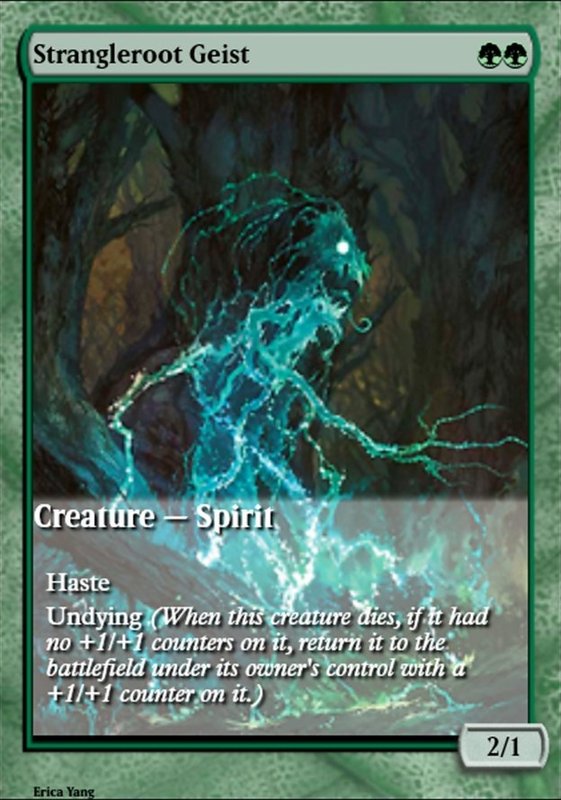 Strangleroot Geist
Creature — Spirit
Haste
Undying (When this creature dies, if it had
no +1/+1 counters on it, return it to the
battlefield under its owner's control with a
+1/+1 counter on it.)
2/1
Erica Yang